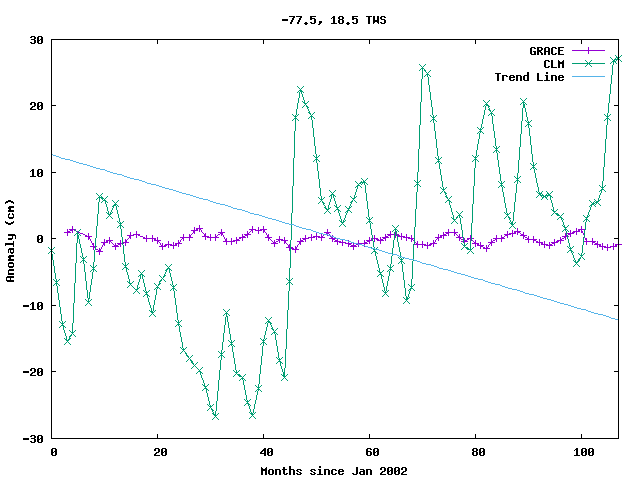 -77.5, 18.5 TWS
GRACE
CLM
Trend Line
30
20
10
0
-10
-20
-30
Anomaly (cm)
0 20 40 60 80 100
Months since Jan 2002